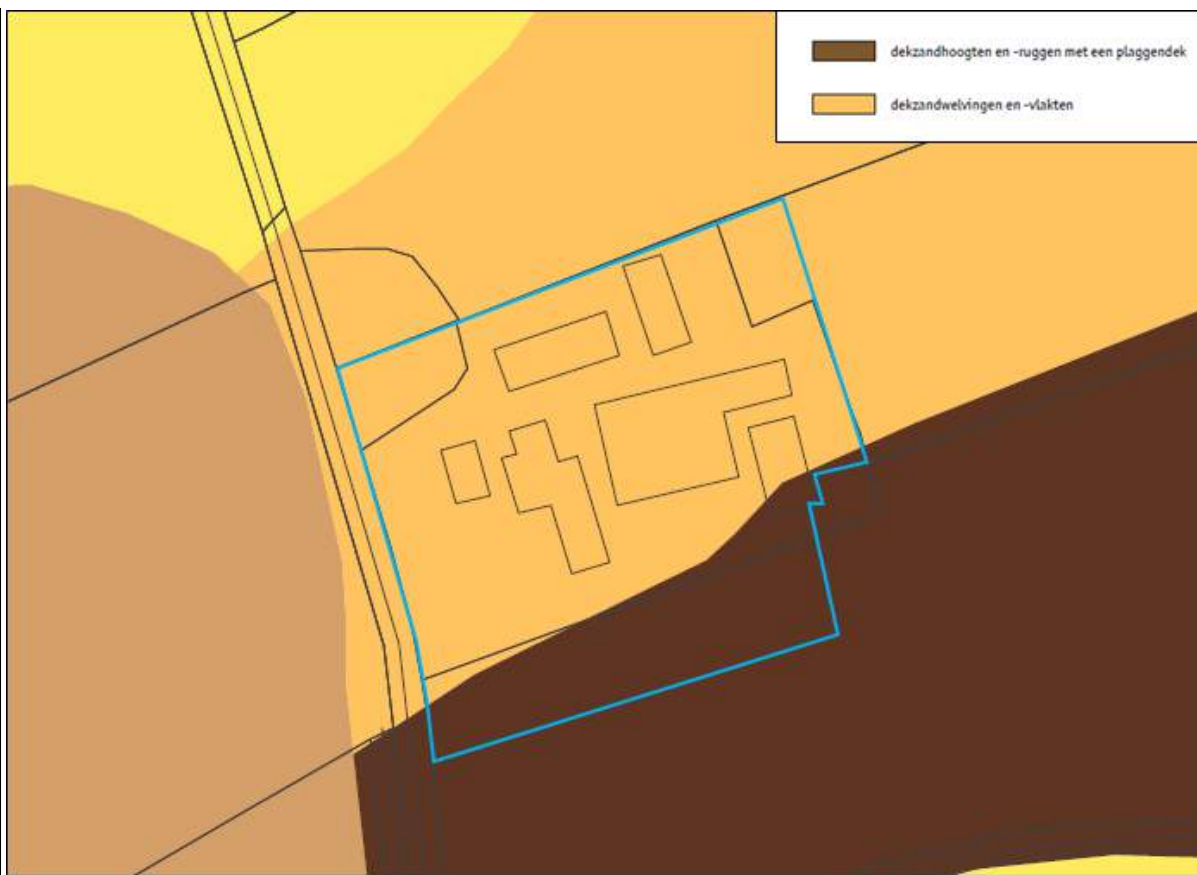 dekzandhoogten en -ruggen met een plaggendek
dekzandwelvingen en -vlakten